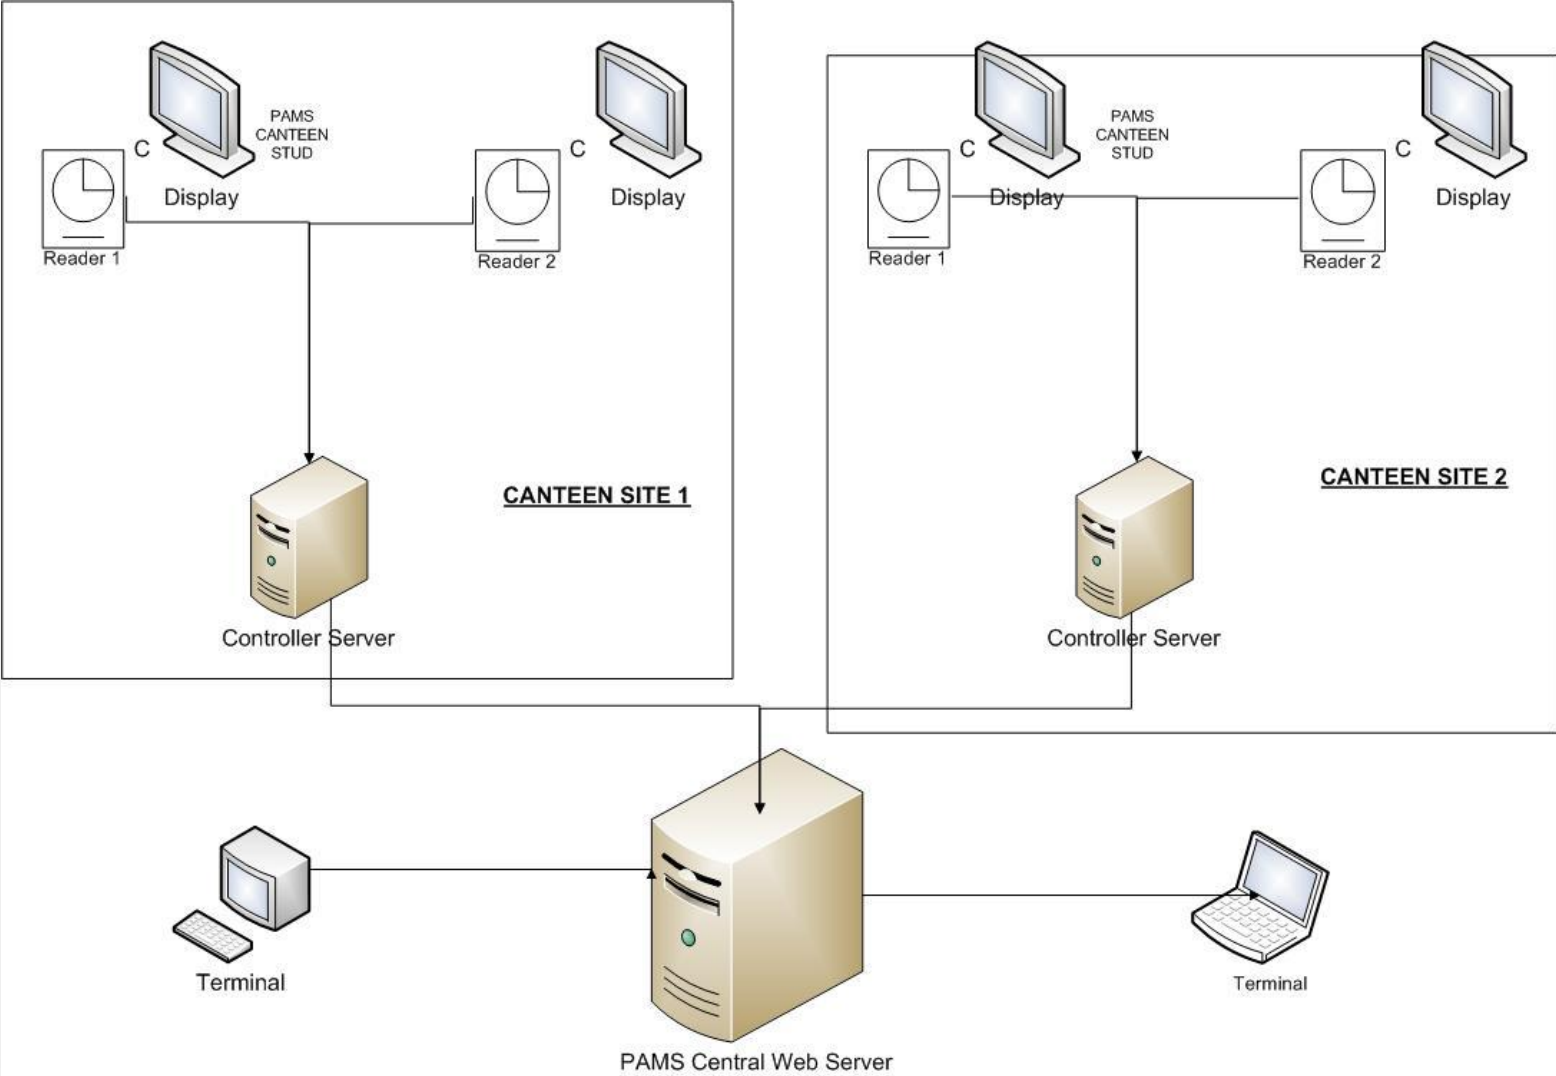 PAMS
CANTEEN
STUD
C
C
Display
Display
Reader 1
Reader 2
CANTEEN SITE 1
Controller Server
PAMS
CANTEEN
STUD
C
C
Display
Display
Reader 1
Reader 2
CANTEEN SITE 2
Controller Server
Terminal
Terminal
PAMS Central Web Server